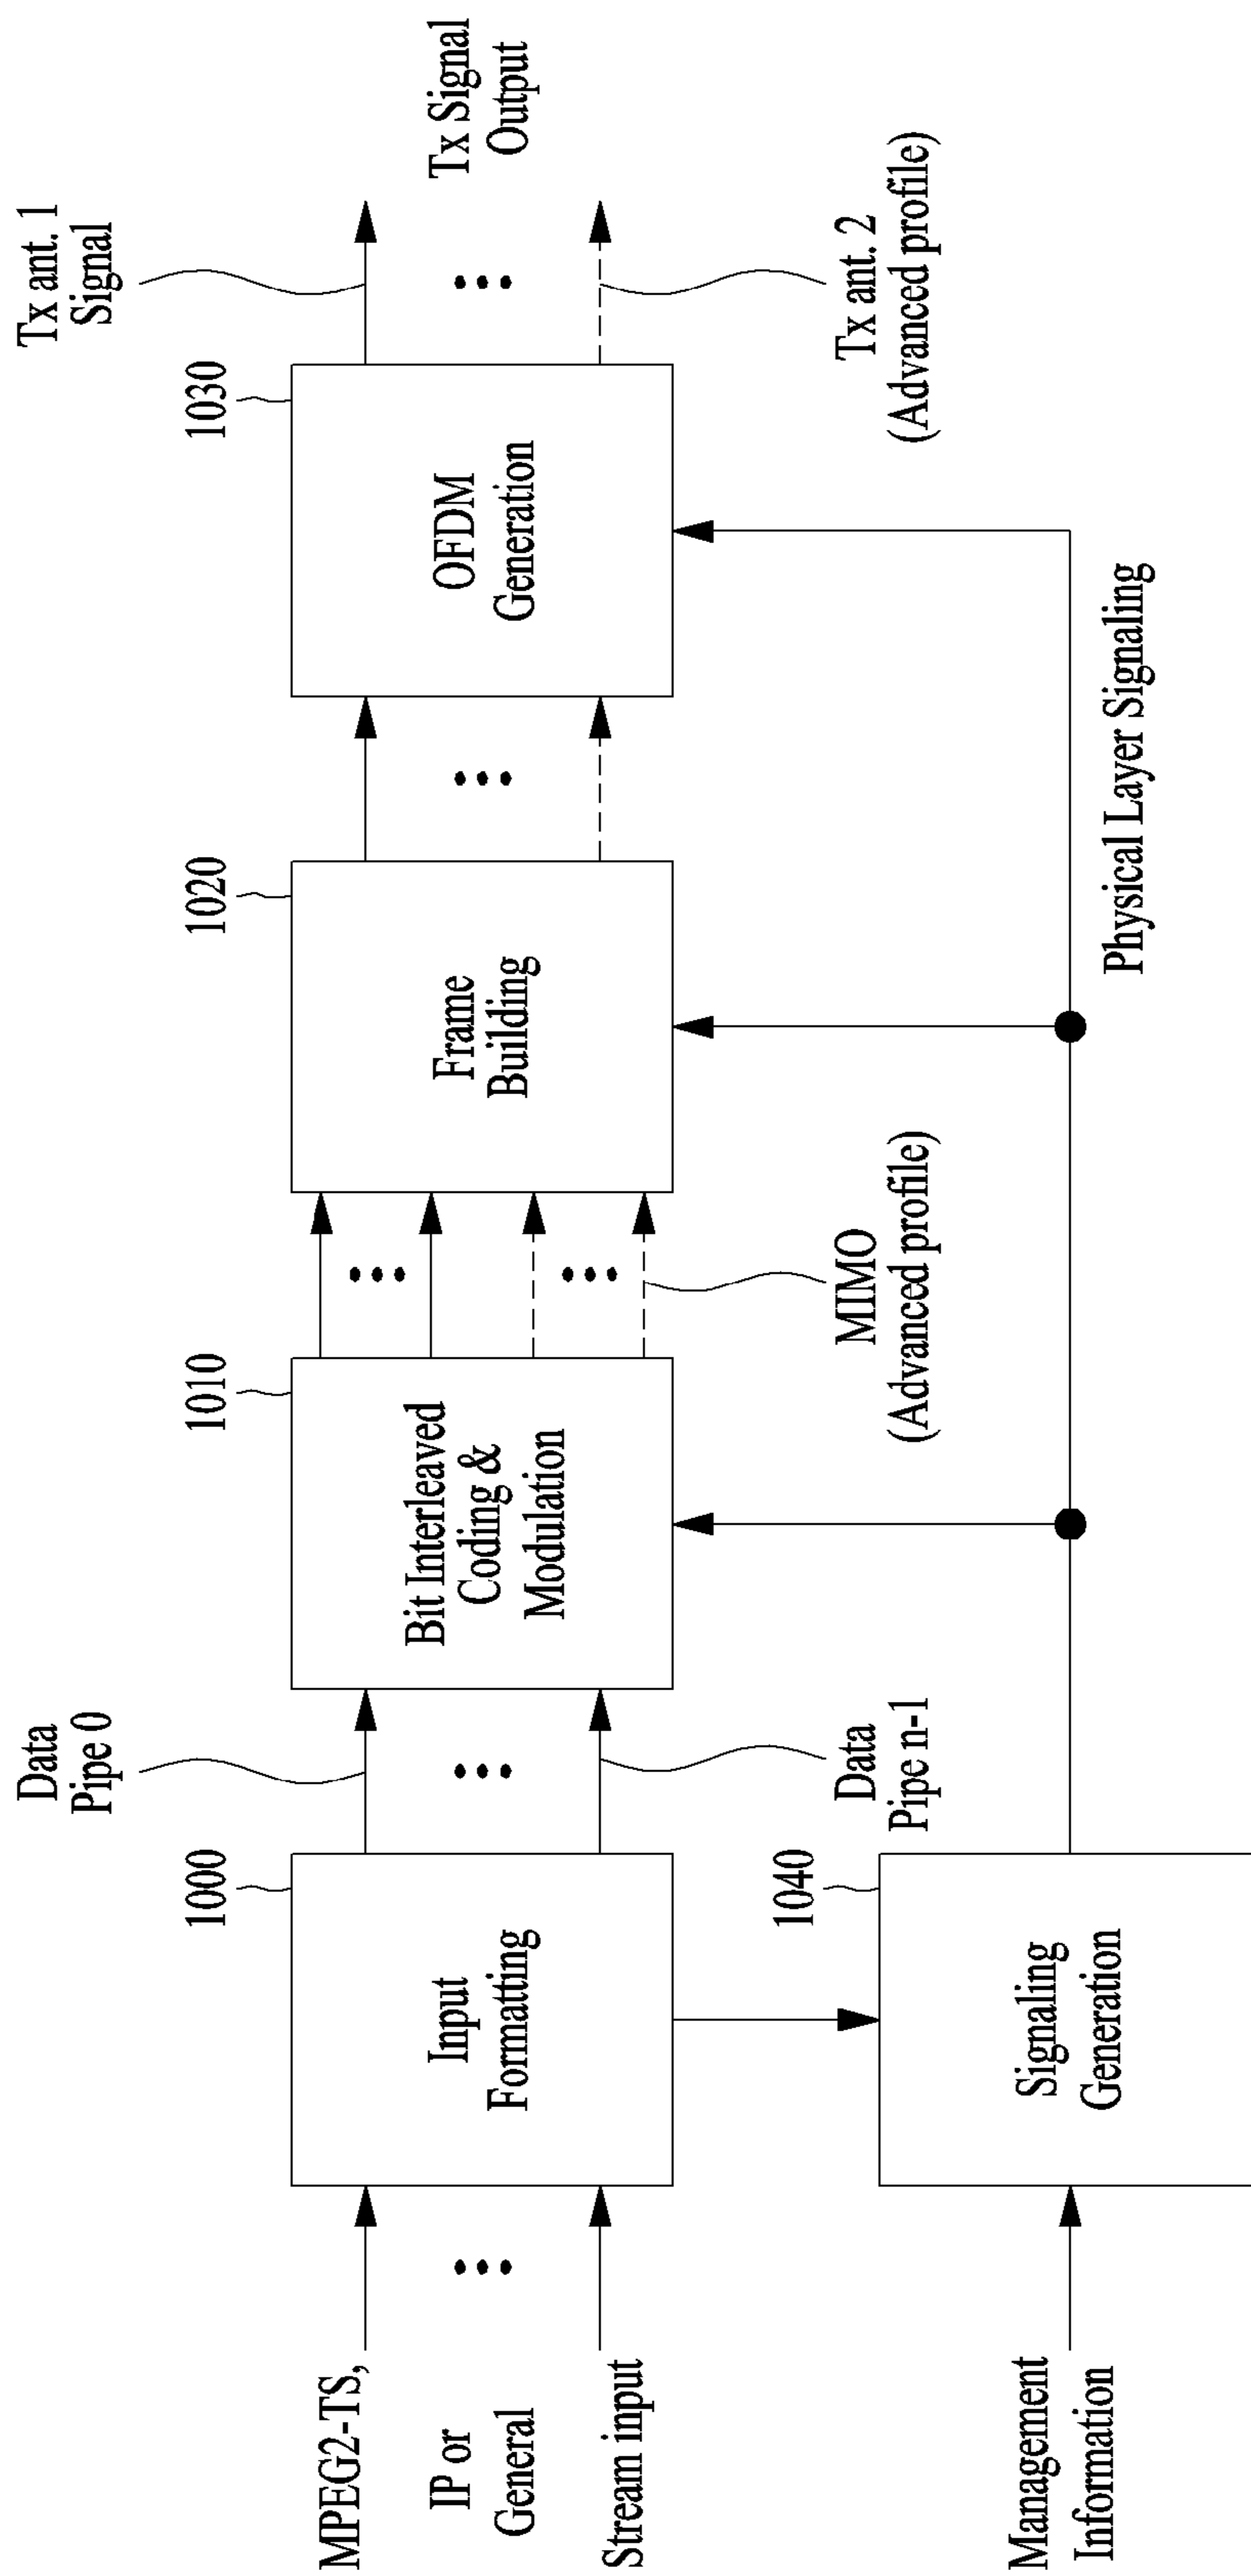 MPEG2-TS,
IP or
General
Stream input
Management
Information
1000
Input
Formatting
1040
Signaling
Generation
Data
Pipe 0
Data
Pipe n-1
1010
Bit Interleaved
Coding &
Modulation
MIMO
(Advanced profile)
1020
Frame
Building
Physical Layer Signaling
1030
OFDM
Generation
Tx ant. 1
Signal
Tx ant. 2
(Advanced profile)
Tx Signal
Output